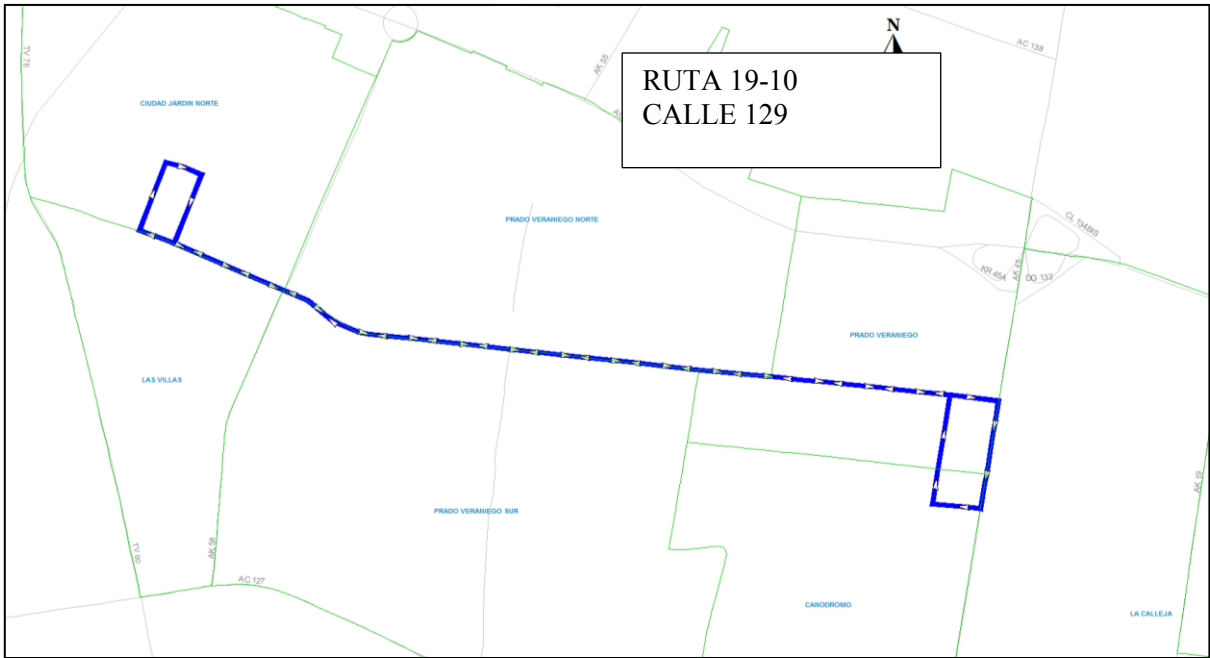 N
RUTA 19-10
CALLE 129
TV 76
AK 55
AC 138
CIUDAD JARDIN NORTE
PRADO VERANIEGO NORTE
CL 134BIS
KR 45A
AK 45
DG 133
PRADO VERANIEGO
LAS VILLAS
AK 19
PRADO VERANIEGO SUR
TV 60
AK 58
AC 127
CANODROMO
LA CALLEJA